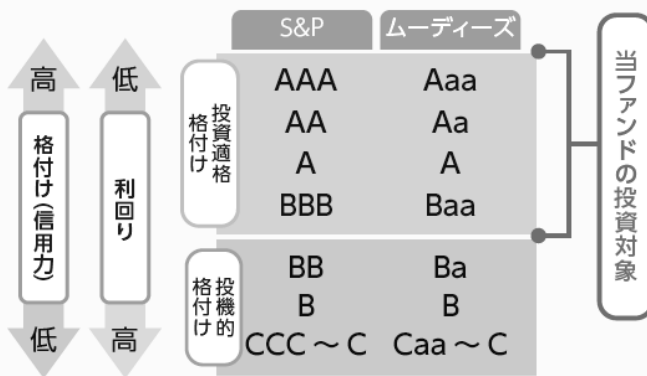 S&P ムーディーズ
高 低
格付け(信用力)
利回り
低 高
投資適格
格付け
AAA Aaa
AA Aa
A A
BBB Baa
投機的
格付け
BB Ba
B B
CCC ~ C Caa ~ C
当ファンドの投資対象